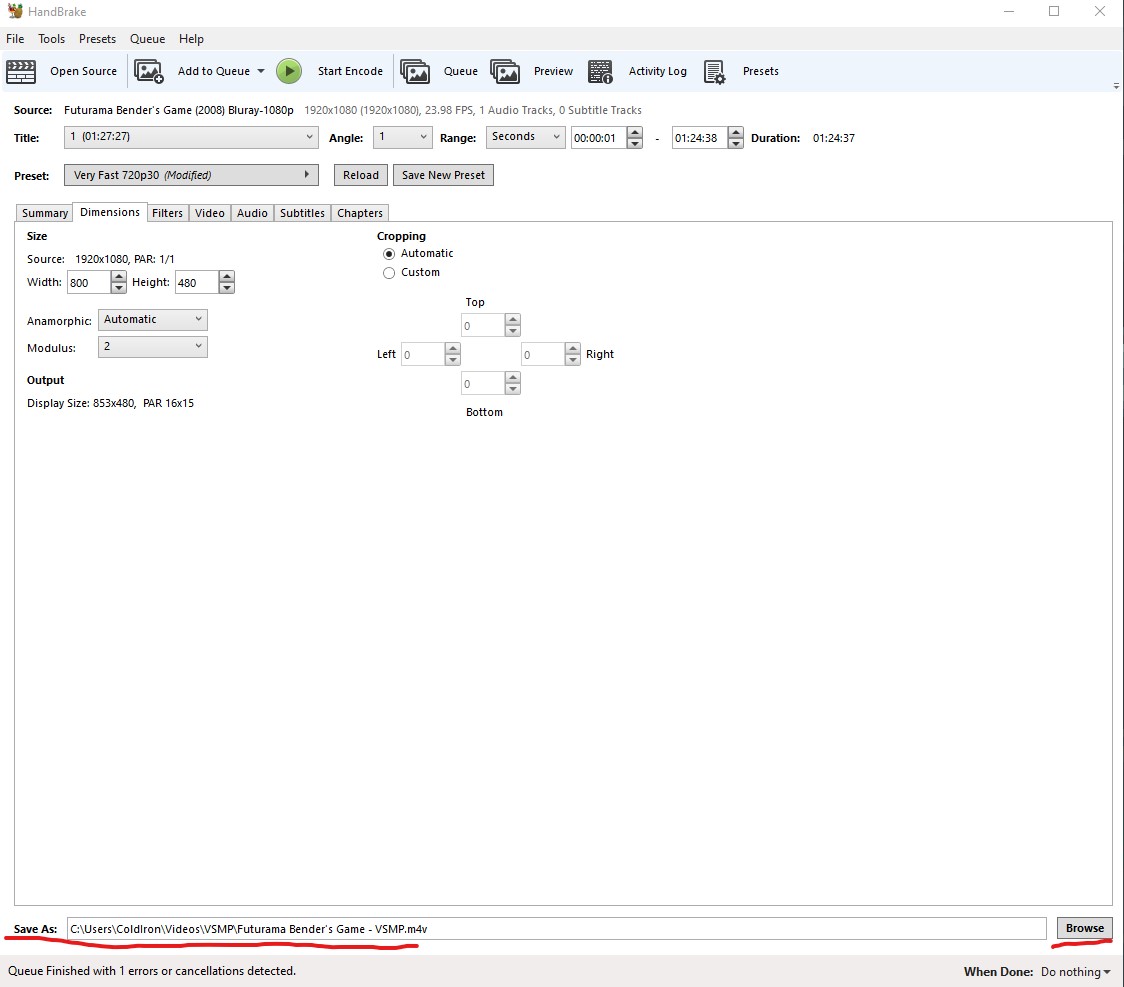 HandBrake
File Tools Presets Queue Help
Open Source Add to Queue Start Encode Queue Preview Activity Log Presets
Source: Futurama Bender's Game (2008) Bluray-1080p 1920x1080 (1920x1080), 23.98 FPS, 1 Audio Tracks, 0 Subtitle Tracks
Title: 1 (01:27:27) Angle: 1 Range: Seconds 00:00:01 - 01:24:38 Duration: 01:24:37
Preset: Very Fast 720p30 (Modified) Reload Save New Preset
Summary Dimensions Filters Video Audio Subtitles Chapters
Size Cropping
Source: 1920x1080, PAR: 1/1 Automatic
Custom
Width: 800 Height: 480
Top
Anamorphic: Automatic 0
Modulus: 2 Left 0 0 Right
Output 0
Display Size: 853x480, PAR 16x15
Bottom
Save As: C:\Users\ColdIron\Videos\VSMP\Futurama Bender's Game - VSMP.m4v Browse
Queue Finished with 1 errors or cancellations detected. When Done: Do nothing